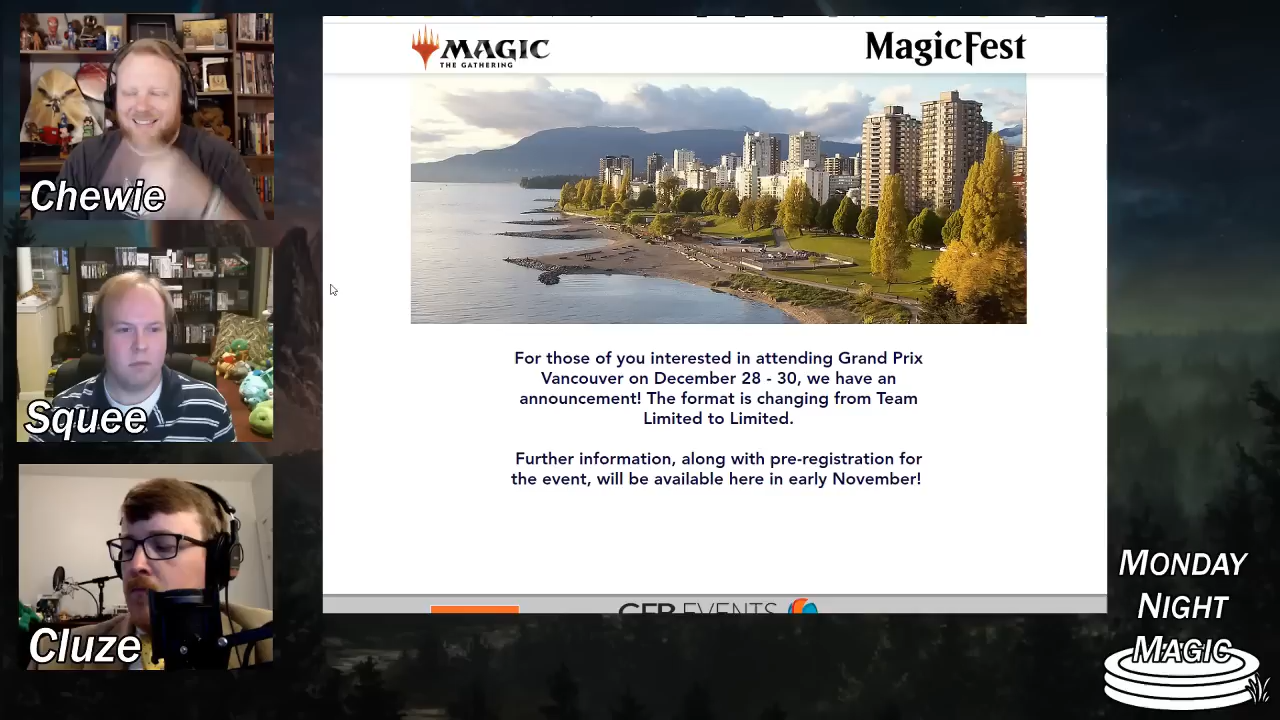 Chewie
Squee
Cluze
MAGIC
THE GATHERING
MagicFest
For those of you interested in attending Grand Prix
Vancouver on December 28 - 30, we have an
announcement! The format is changing from Team
Limited to Limited.
Further information, along with pre-registration for
the event, will be available here in early November!
EVENTS
MONDAY
NIGHT
MAGIC